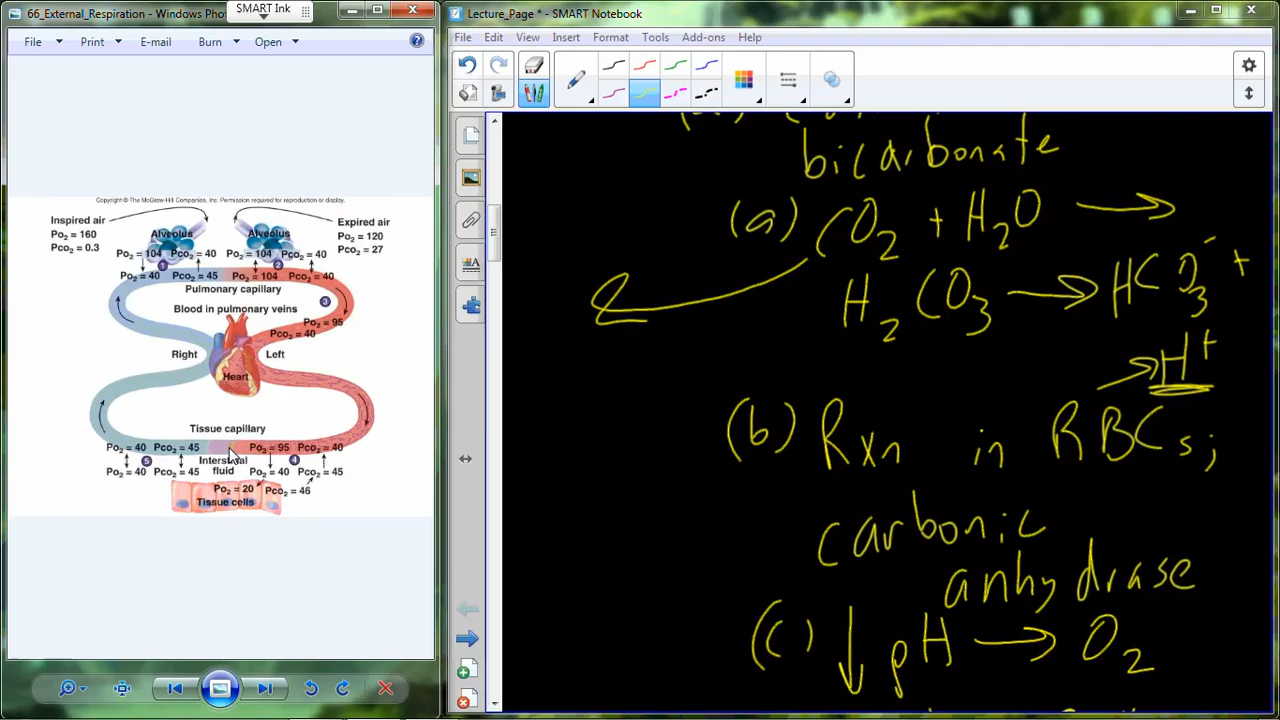 66_External_Respiration - Windows Pho
SMART Ink
File Print E-mail Burn Open
Copyright © The McGraw-Hill Companies, Inc. Permission required for reproduction or display.
Inspired air
Po2 = 160
Pco2 = 0.3
Expired air
Po2 = 120
Pco2 = 27
Alveolus Alveolus
Po2 = 104 Pco2 = 40 Po2 = 104 Pco2 = 40
1 2
Po2 = 40 Pco2 = 45 Po2 = 104 Pco2 = 40
Pulmonary capillary
3
Blood in pulmonary veins
Po2 = 95
Pco2 = 40
Right Left
Heart
Tissue capillary
Po2 = 40 Pco2 = 45 Po2 = 95 Pco2 = 40
5 4
Interstitial
fluid
Po2 = 40 Pco2 = 45 Po2 = 40 Pco2 = 45
Po2 = 20 Pco2 = 46
Tissue cells
Lecture_Page * - SMART Notebook
File Edit View Insert Format Tools Add-ons Help
bicarbonate
(a) CO2 + H2O →
H2CO3 → HCO3- +
→ H+
(b) Rxn in RBCs;
carbonic
anhydrase
(c) ↓ pH → O2